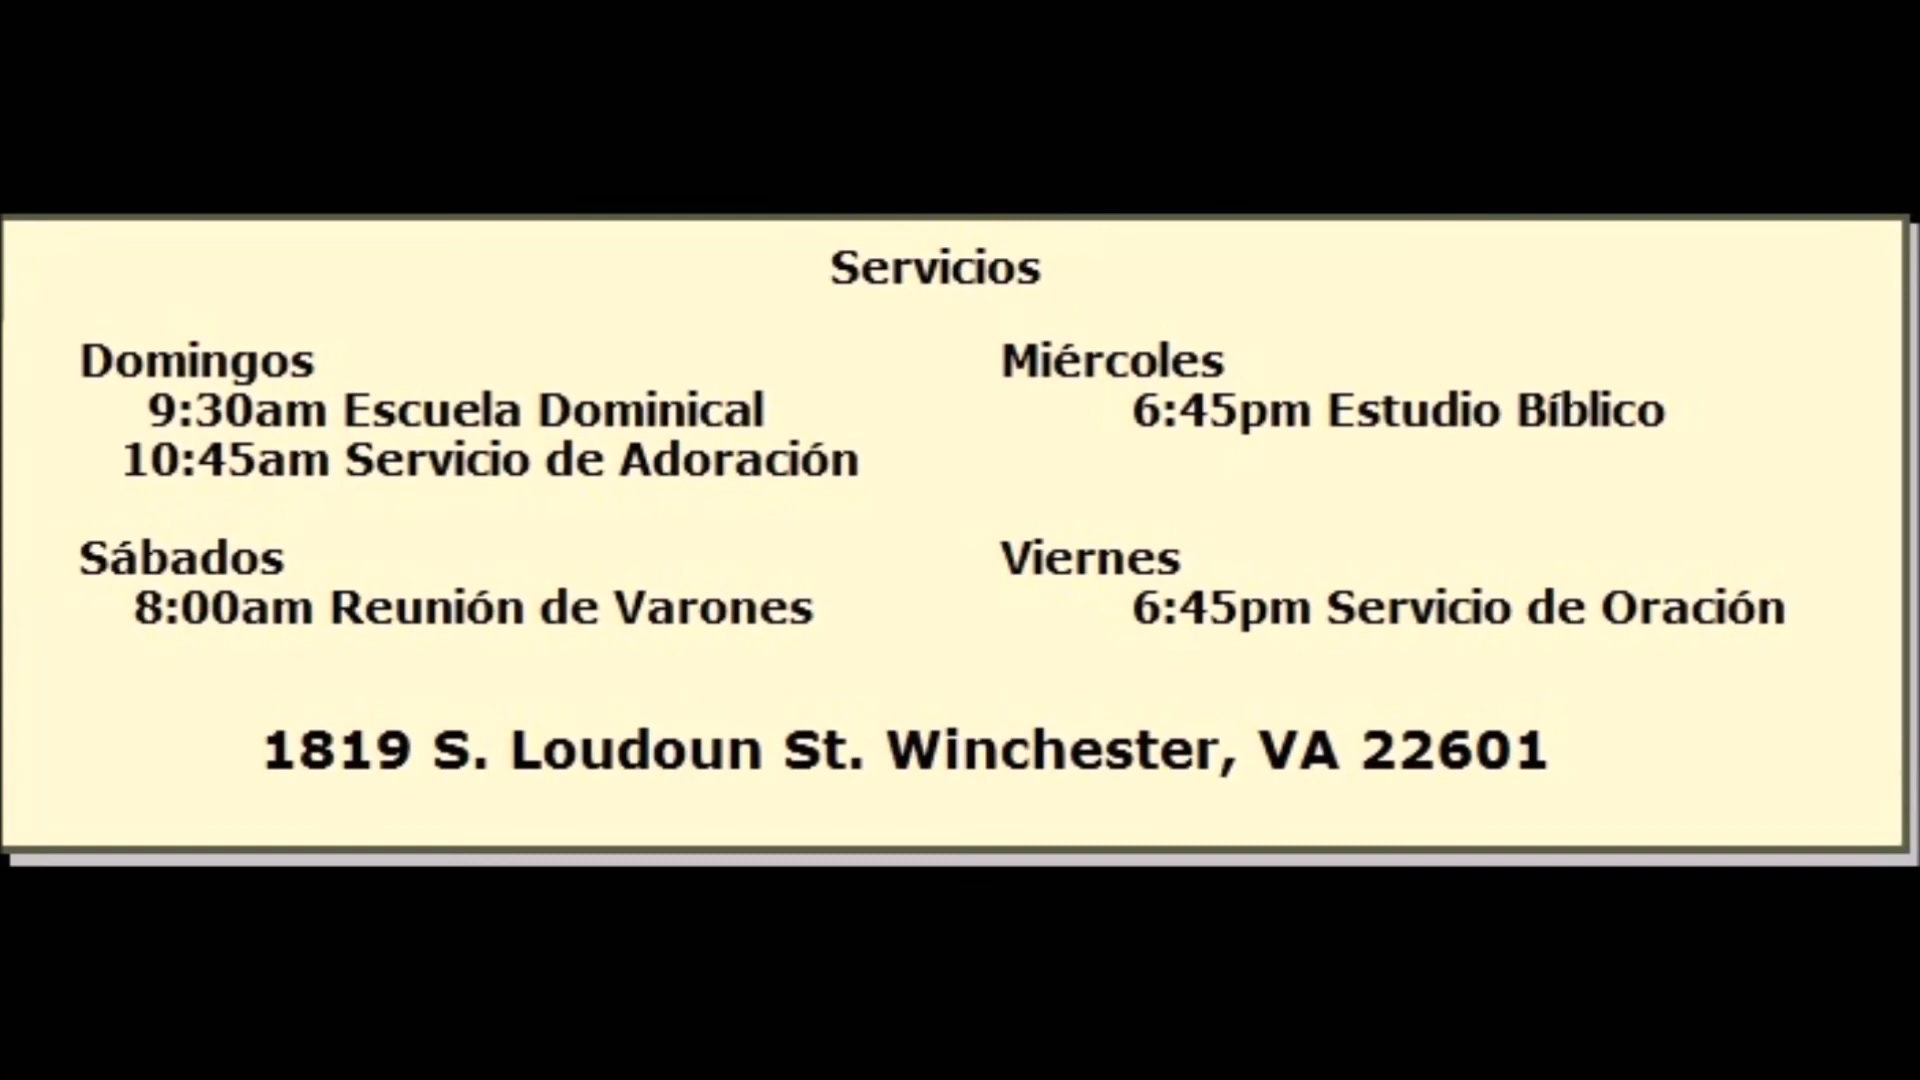 Servicios
Domingos
9:30am Escuela Dominical
10:45am Servicio de Adoración
Miércoles
6:45pm Estudio Bíblico
Sábados
8:00am Reunión de Varones
Viernes
6:45pm Servicio de Oración
1819 S. Loudoun St. Winchester, VA 22601